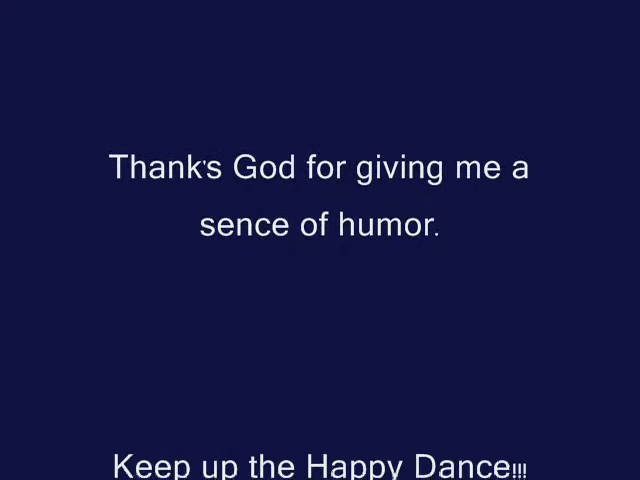 Thank's God for giving me a
sence of humor.
Keep up the Happy Dance!!!